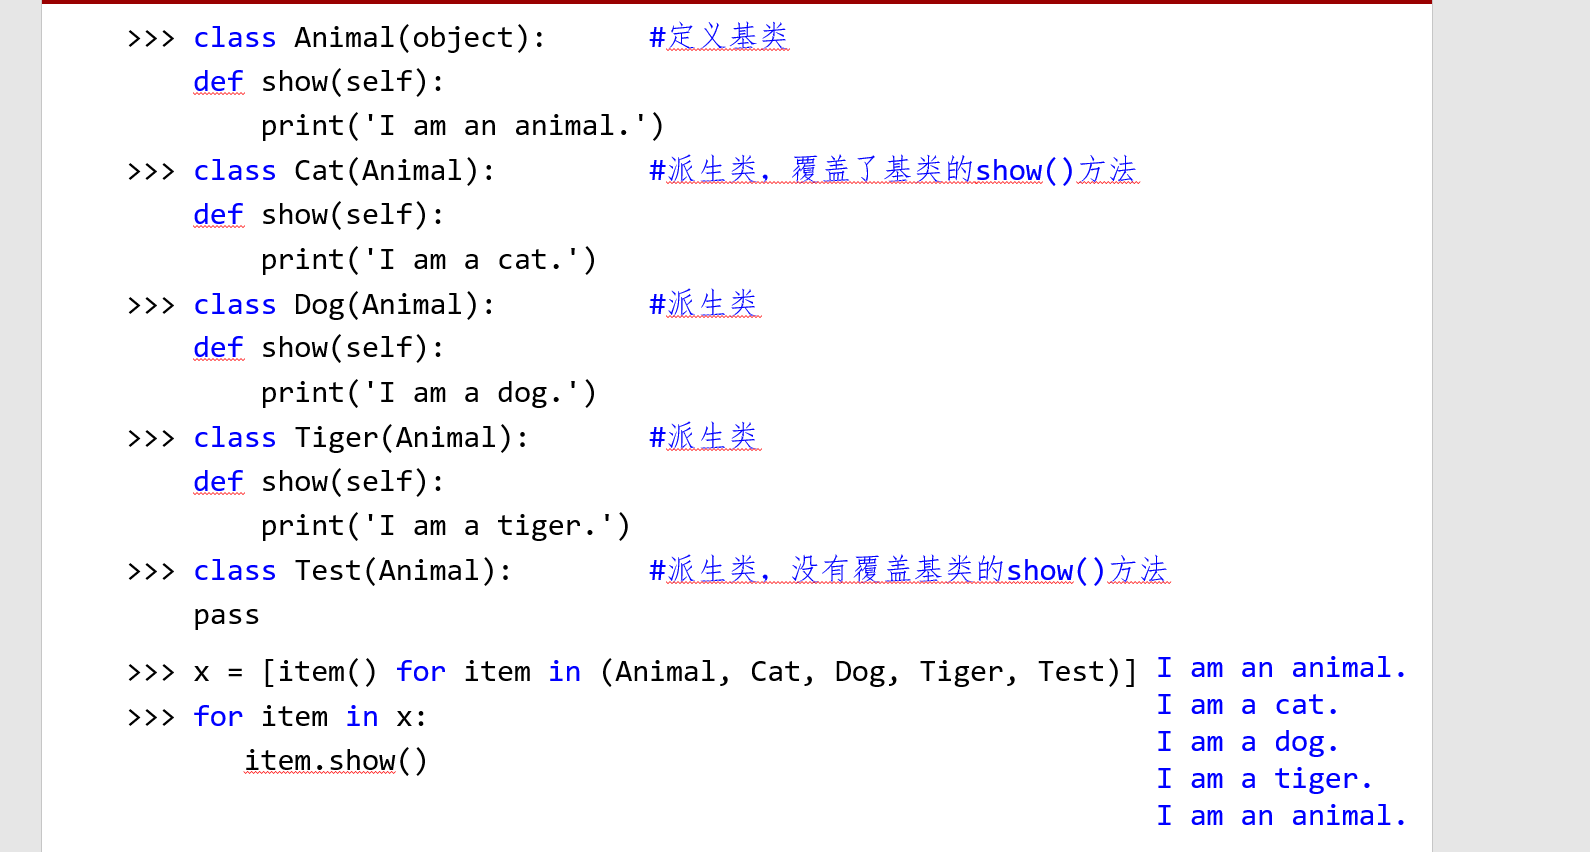 >>> class Animal(object):      #定义基类
    def show(self):
        print('I am an animal.')
>>> class Cat(Animal):         #派生类，覆盖了基类的show()方法
    def show(self):
        print('I am a cat.')
>>> class Dog(Animal):         #派生类
    def show(self):
        print('I am a dog.')
>>> class Tiger(Animal):       #派生类
    def show(self):
        print('I am a tiger.')
>>> class Test(Animal):        #派生类，没有覆盖基类的show()方法
    pass
>>> x = [item() for item in (Animal, Cat, Dog, Tiger, Test)]
>>> for item in x:
       item.show()
I am an animal.
I am a cat.
I am a dog.
I am a tiger.
I am an animal.